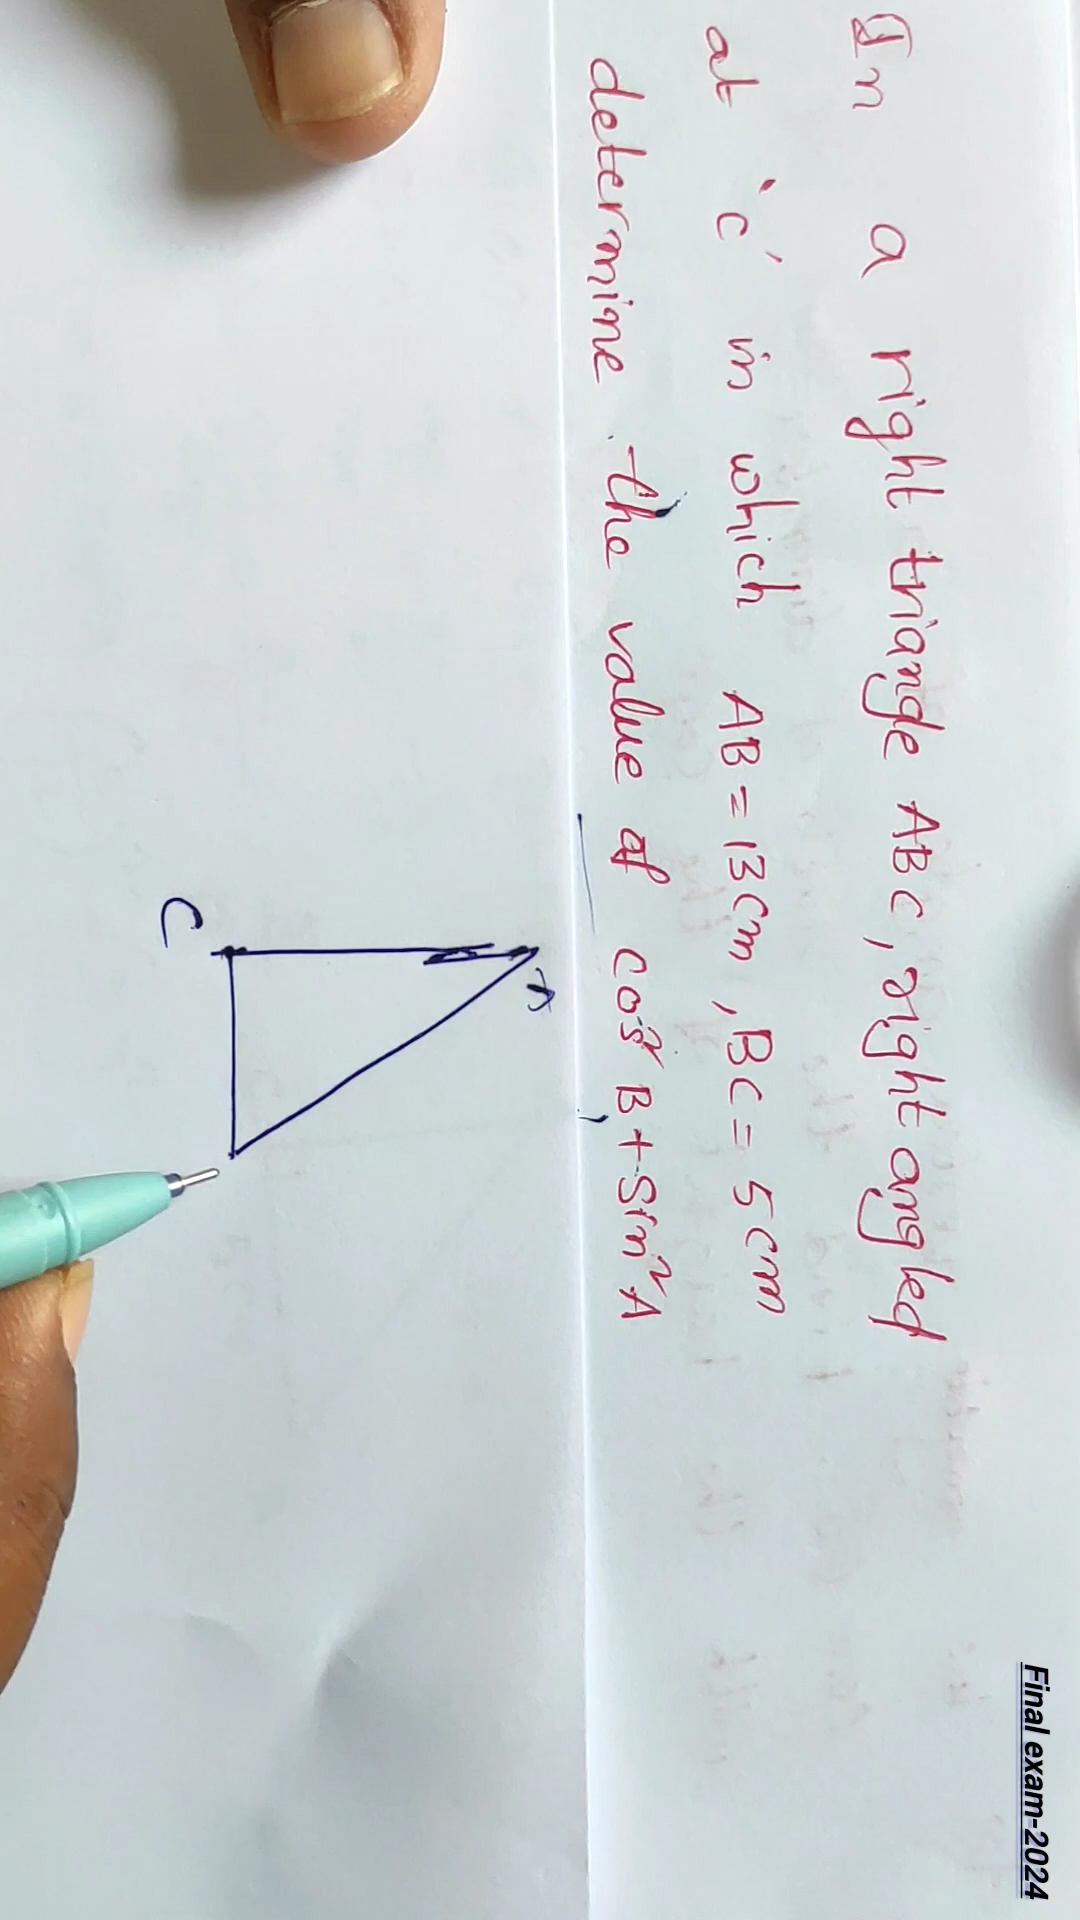 Final exam-2024
In a right triangle ABC, right angled
at 'c' in which AB = 13cm, BC = 5cm
determine the value of cos²B + Sin²A
A
C